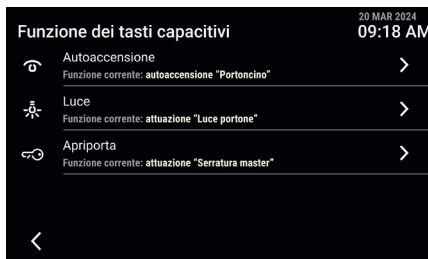 20 MAR 2024
Funzione dei tasti capacitivi
09:18 AM
Autoaccensione
Funzione corrente: autoaccensione "Portoncino"
Luce
Funzione corrente: attuazione "Luce portone"
Apriporta
Funzione corrente: attuazione "Serratura master"